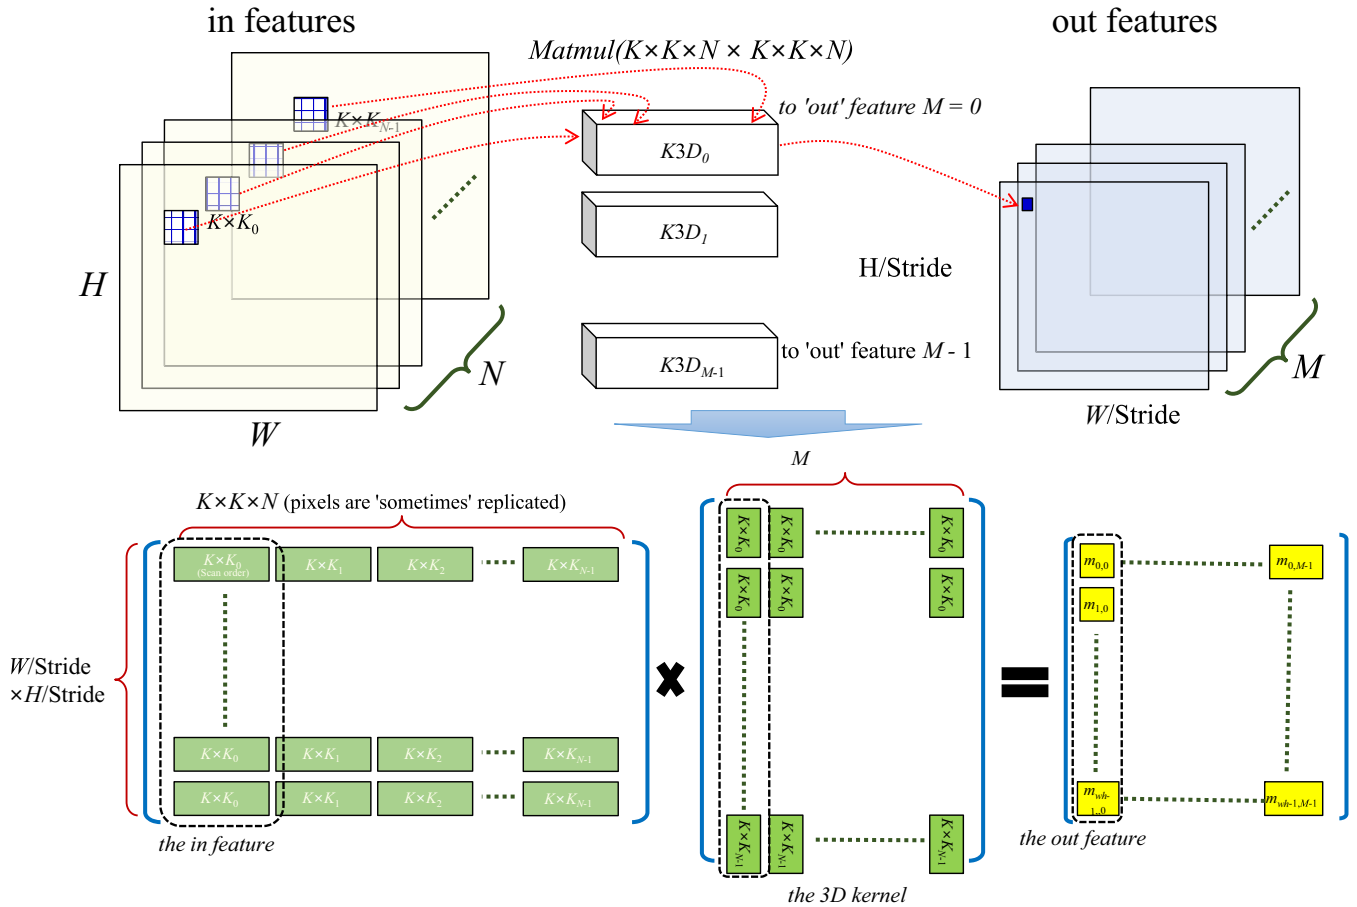 in features
out features
Matmul(K×K×N × K×K×N)
to 'out' feature M = 0
K×K_N-1
K3D_0
K×K_0
K3D_1
H
H/Stride
K3D_M-1
to 'out' feature M - 1
N
M
W
W/Stride
M
K×K×N (pixels are 'sometimes' replicated)
K×K_0
(Scan order)
K×K_1
K×K_2
K×K_N-1
W/Stride
×H/Stride
K×K_0
K×K_1
K×K_2
K×K_N-1
K×K_0
K×K_1
K×K_2
K×K_N-1
the in feature
K×K_0
K×K_0
K×K_0
K×K_0
K×K_0
K×K_0
K×K_N-1
K×K_N-1
K×K_N-1
the 3D kernel
m_0,0
m_0,M-1
m_1,0
m_wh-
1,,0
m_wh-1,M-1
the out feature